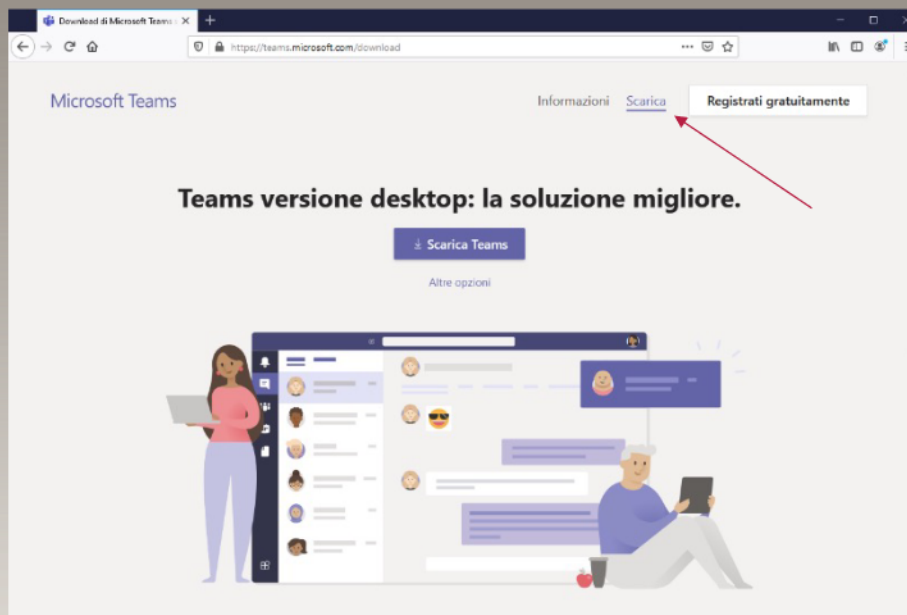 Download di Microsoft Teams
https://teams.microsoft.com/download
Microsoft Teams
Informazioni Scarica Registrati gratuitamente
Teams versione desktop: la soluzione migliore.
Scarica Teams
Altre opzioni